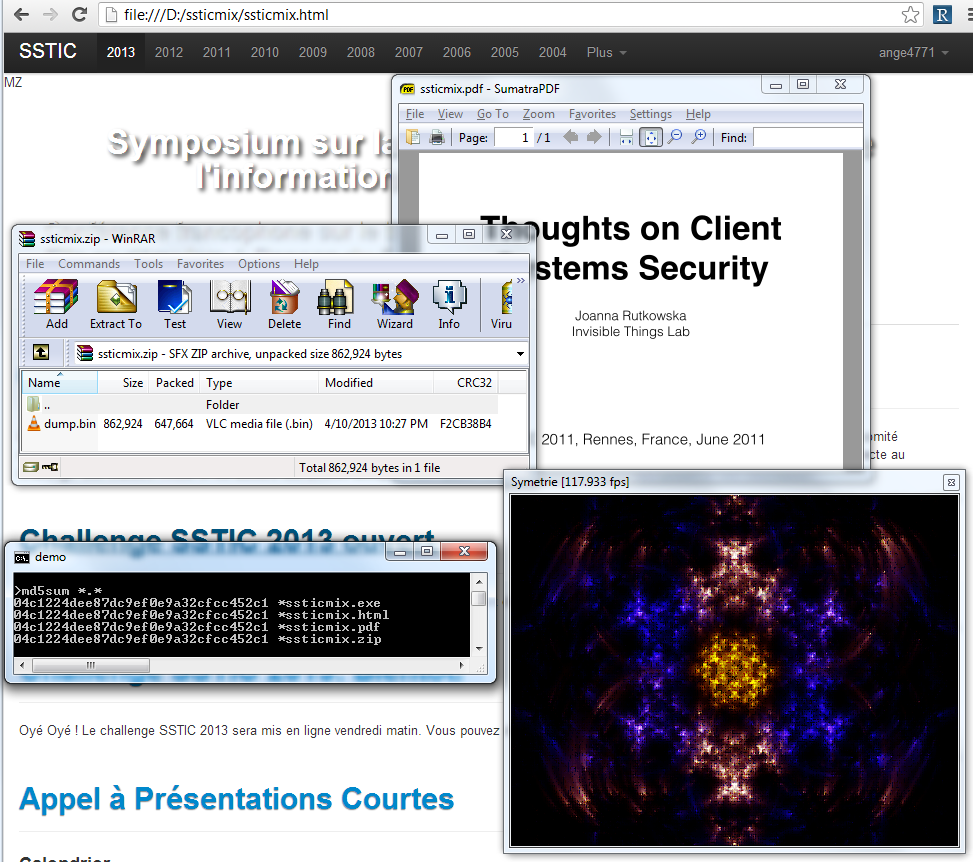 file:///D:/ssticmix/ssticmix.html
SSTIC 2013 2012 2011 2010 2009 2008 2007 2006 2005 2004 Plus ange4771
MZ
Symposium sur la
l'information
ssticmix.pdf - SumatraPDF
File View Go To Zoom Favorites Settings Help
Page: 1 / 1 Find:
Thoughts on Client
stems Security
Joanna Rutkowska
Invisible Things Lab
2011, Rennes, France, June 2011
omité
cte au
ssticmix.zip - WinRAR
File Commands Tools Favorites Options Help
Add Extract To Test View Delete Find Wizard Info Viru
ssticmix.zip - SFX ZIP archive, unpacked size 862,924 bytes
Name Size Packed Type Modified CRC32
.. Folder
dump.bin 862,924 647,664 VLC media file (.bin) 4/10/2013 10:27 PM F2CB38B4
Total 862,924 bytes in 1 file
Symetrie [117.933 fps]
Challenge SSTIC 2013 ouvert
demo
>md5sum *.*
04c1224dee87dc9ef0e9a32cfcc452c1 *ssticmix.exe
04c1224dee87dc9ef0e9a32cfcc452c1 *ssticmix.html
04c1224dee87dc9ef0e9a32cfcc452c1 *ssticmix.pdf
04c1224dee87dc9ef0e9a32cfcc452c1 *ssticmix.zip
Oyé Oyé ! Le challenge SSTIC 2013 sera mis en ligne vendredi matin. Vous pouvez
Appel à Présentations Courtes
Calendrier